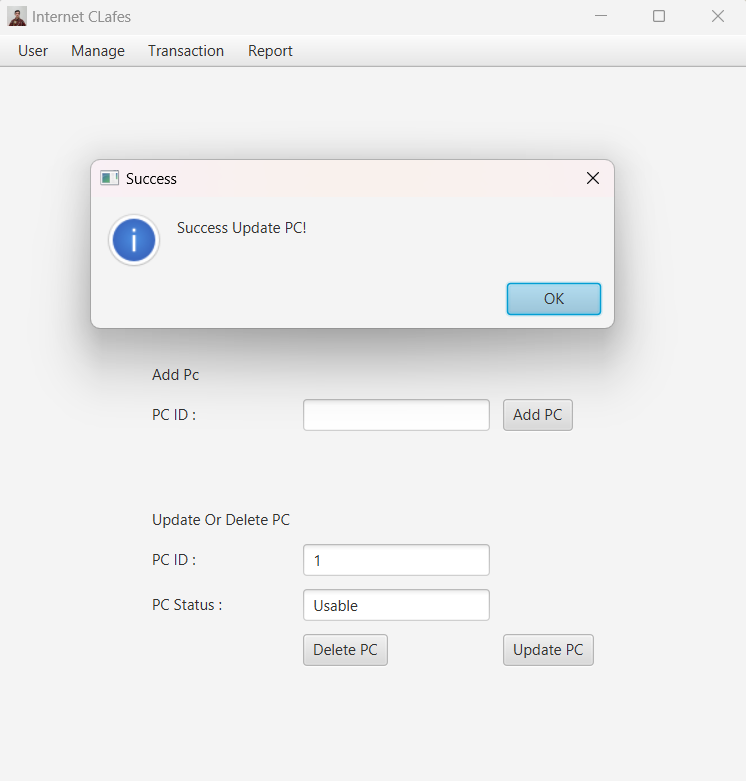 Internet CLafes
User Manage Transaction Report
Success
Success Update PC!
OK
Add Pc
PC ID : Add PC
Update Or Delete PC
PC ID : 1
PC Status : Usable
Delete PC Update PC